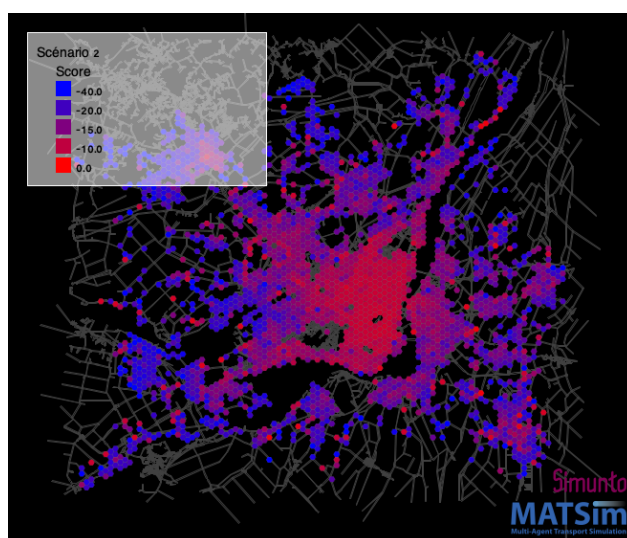 Scénario 2
Score
-40.0
-20.0
-15.0
-10.0
0.0
Simunto
MATSim
Multi-Agent Transport Simulation